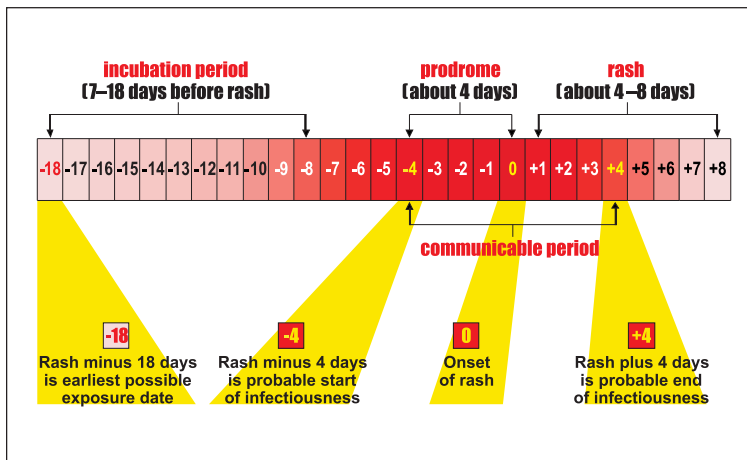 incubation period
(7–18 days before rash)
prodrome
(about 4 days)
rash
(about 4–8 days)
-18 -17 -16 -15 -14 -13 -12 -11 -10 -9 -8 -7 -6 -5 -4 -3 -2 -1 0 +1 +2 +3 +4 +5 +6 +7 +8
communicable period
-18
Rash minus 18 days
is earliest possible
exposure date
-4
Rash minus 4 days
is probable start
of infectiousness
0
Onset
of rash
+4
Rash plus 4 days
is probable end
of infectiousness